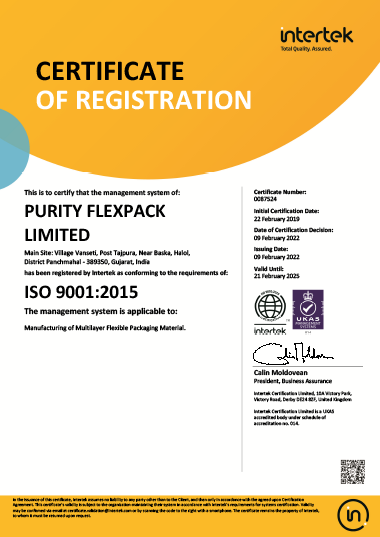 intertek
Total Quality. Assured.
CERTIFICATE
OF REGISTRATION
This is to certify that the management system of:
PURITY FLEXPACK
LIMITED
Main Site: Village Vanseti, Post Tajpura, Near Baska, Halol,
District Panchmahal - 389350, Gujarat, India
has been registered by Intertek as conforming to the requirements of:
ISO 9001:2015
The management system is applicable to:
Manufacturing of Multilayer Flexible Packaging Material.
Certificate Number:
0087524
Initial Certification Date:
22 February 2019
Date of Certification Decision:
09 February 2022
Issuing Date:
09 February 2022
Valid Until:
21 February 2025
intertek
UKAS
MANAGEMENT
SYSTEMS
014
Calin Moldovean
President, Business Assurance
Intertek Certification Limited, 10A Victory Park,
Victory Road, Derby DE24 8ZF, United Kingdom
Intertek Certification Limited is a UKAS
accredited body under schedule of
accreditation no. 014.
In the issuance of this certificate, Intertek assumes no liability to any party other than to the Client, and then only in accordance with the agreed upon Certification
Agreement. This certificate's validity is subject to the organisation maintaining their system in accordance with Intertek's requirements for systems certification. Validity
may be confirmed via email at certificate.validation@intertek.com or by scanning the code to the right with a smartphone. The certificate remains the property of Intertek,
to whom it must be returned upon request.
in